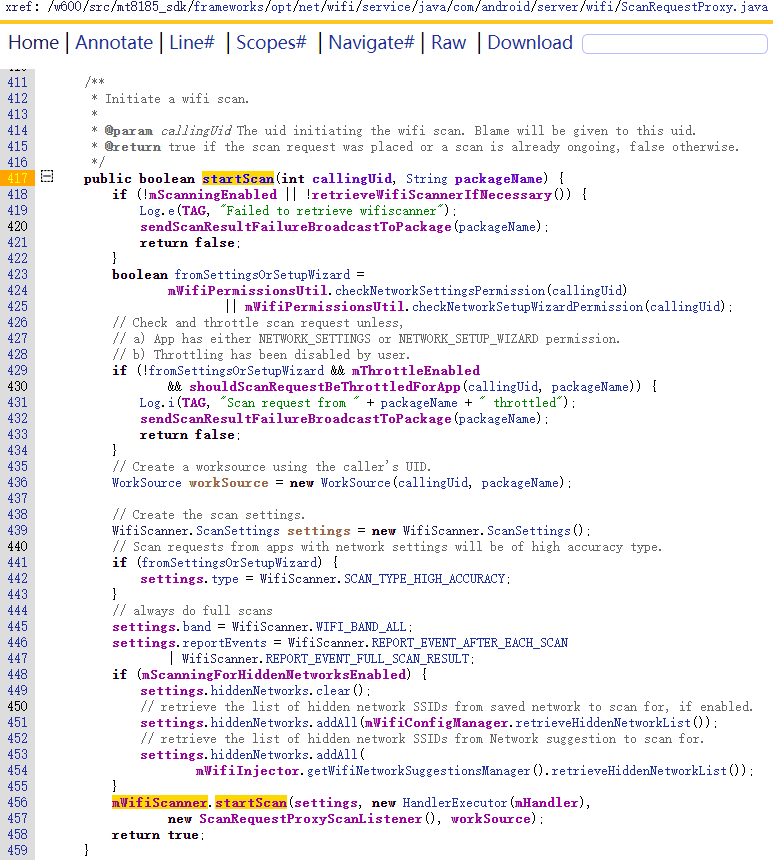 xref: /w600/src/mt8185_sdk/frameworks/opt/net/wifi/service/java/com/android/server/wifi/ScanRequestProxy.java
Home | Annotate | Line# | Scopes# | Navigate# | Raw | Download
411 /**
412 * Initiate a wifi scan.
413 *
414 * @param callingUid The uid initiating the wifi scan. Blame will be given to this uid.
415 * @return true if the scan request was placed or a scan is already ongoing, false otherwise.
416 */
417 public boolean startScan(int callingUid, String packageName) {
418 if (!mScanningEnabled || !retrieveWifiScannerIfNecessary()) {
419 Log.e(TAG, "Failed to retrieve wifiscanner");
420 sendScanResultFailureBroadcastToPackage(packageName);
421 return false;
422 }
423 boolean fromSettingsOrSetupWizard =
424 mWifiPermissionsUtil.checkNetworkSettingsPermission(callingUid)
425 || mWifiPermissionsUtil.checkNetworkSetupWizardPermission(callingUid);
426 // Check and throttle scan request unless,
427 // a) App has either NETWORK_SETTINGS or NETWORK_SETUP_WIZARD permission.
428 // b) Throttling has been disabled by user.
429 if (!fromSettingsOrSetupWizard && mThrottleEnabled
430 && shouldScanRequestBeThrottledForApp(callingUid, packageName)) {
431 Log.i(TAG, "Scan request from " + packageName + " throttled");
432 sendScanResultFailureBroadcastToPackage(packageName);
433 return false;
434 }
435 // Create a worksource using the caller's UID.
436 WorkSource workSource = new WorkSource(callingUid, packageName);
437
438 // Create the scan settings.
439 WifiScanner.ScanSettings settings = new WifiScanner.ScanSettings();
440 // Scan requests from apps with network settings will be of high accuracy type.
441 if (fromSettingsOrSetupWizard) {
442 settings.type = WifiScanner.SCAN_TYPE_HIGH_ACCURACY;
443 }
444 // always do full scans
445 settings.band = WifiScanner.WIFI_BAND_ALL;
446 settings.reportEvents = WifiScanner.REPORT_EVENT_AFTER_EACH_SCAN
447 | WifiScanner.REPORT_EVENT_FULL_SCAN_RESULT;
448 if (mScanningForHiddenNetworksEnabled) {
449 settings.hiddenNetworks.clear();
450 // retrieve the list of hidden network SSIDs from saved network to scan for, if enabled.
451 settings.hiddenNetworks.addAll(mWifiConfigManager.retrieveHiddenNetworkList());
452 // retrieve the list of hidden network SSIDs from Network suggestion to scan for.
453 settings.hiddenNetworks.addAll(
454 mWifiInjector.getWifiNetworkSuggestionsManager().retrieveHiddenNetworkList());
455 }
456 mWifiScanner.startScan(settings, new HandlerExecutor(mHandler),
457 new ScanRequestProxyScanListener(), workSource);
458 return true;
459 }